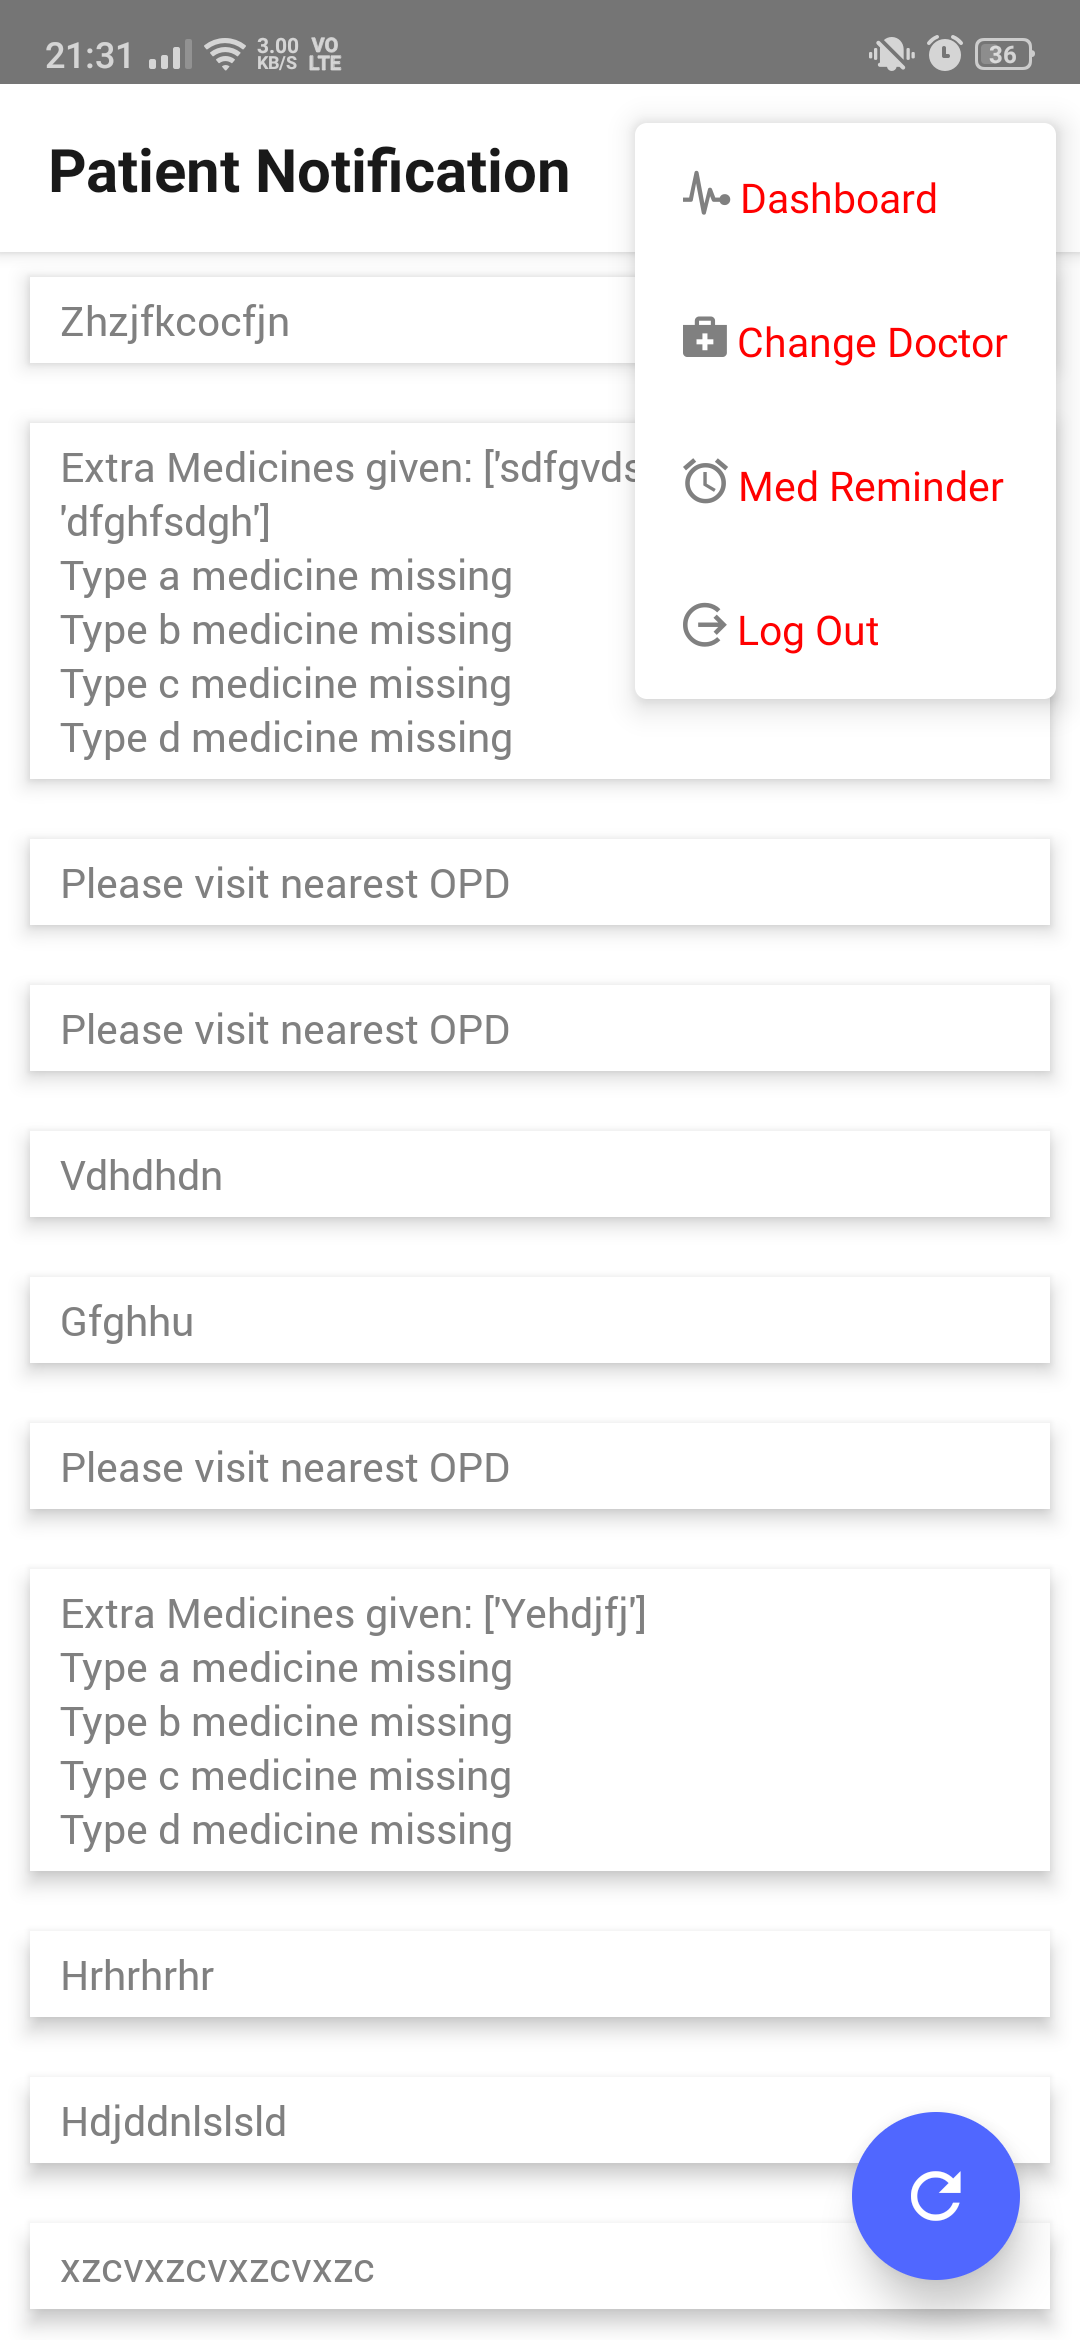 21:31 3.00 KB/S VO LTE 36
Patient Notification
Dashboard
Change Doctor
Med Reminder
Log Out
Zhzjfkcocfjn
Extra Medicines given: ['sdfgvds
'dfghfsdgh']
Type a medicine missing
Type b medicine missing
Type c medicine missing
Type d medicine missing
Please visit nearest OPD
Please visit nearest OPD
Vdhdhdn
Gfghhu
Please visit nearest OPD
Extra Medicines given: ['Yehdjfj']
Type a medicine missing
Type b medicine missing
Type c medicine missing
Type d medicine missing
Hrhrhrhr
Hdjddnlslsld
xzcvxzcvxzcvxzc